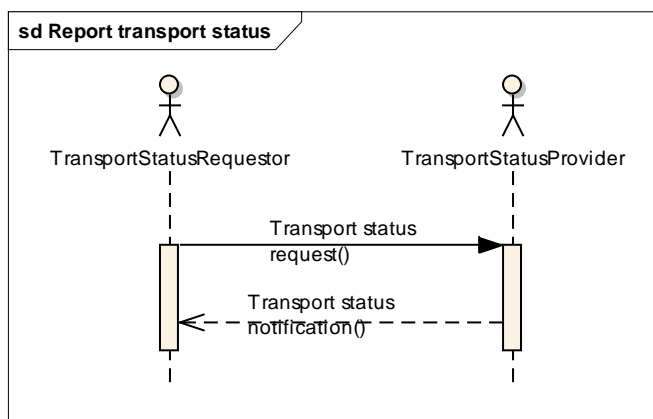 sd Report transport status
TransportStatusRequestor
TransportStatusProvider
Transport status
request()
Transport status
notification()